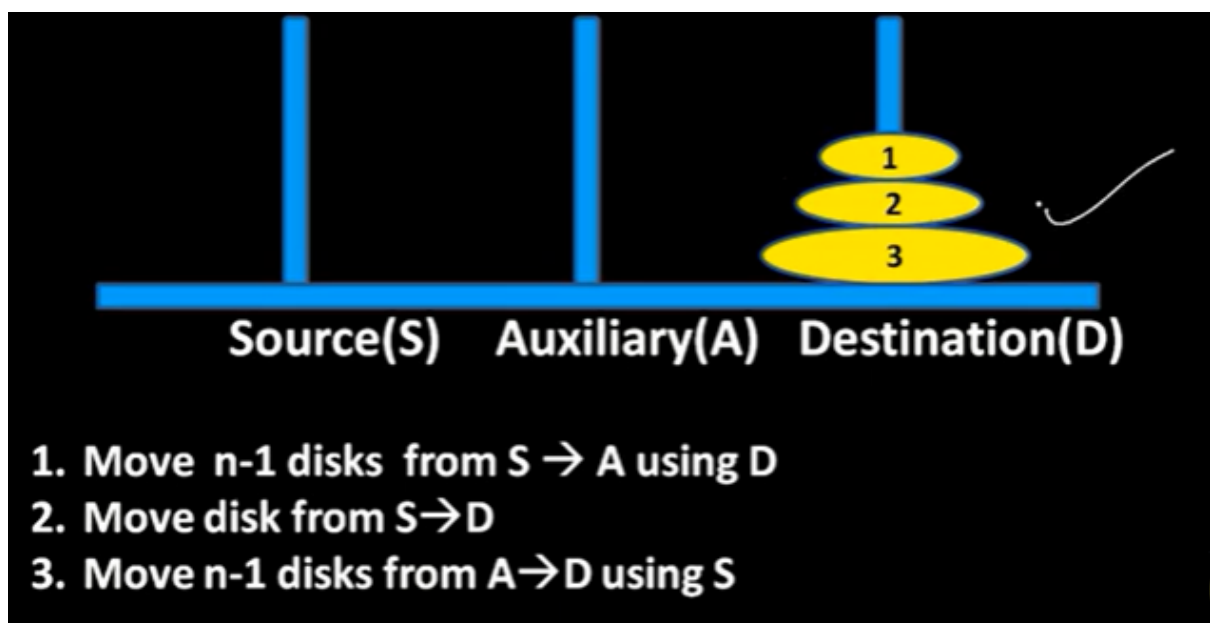 1
2
3
Source(S) Auxiliary(A) Destination(D)
1. Move n-1 disks from S → A using D
2. Move disk from S→D
3. Move n-1 disks from A→D using S